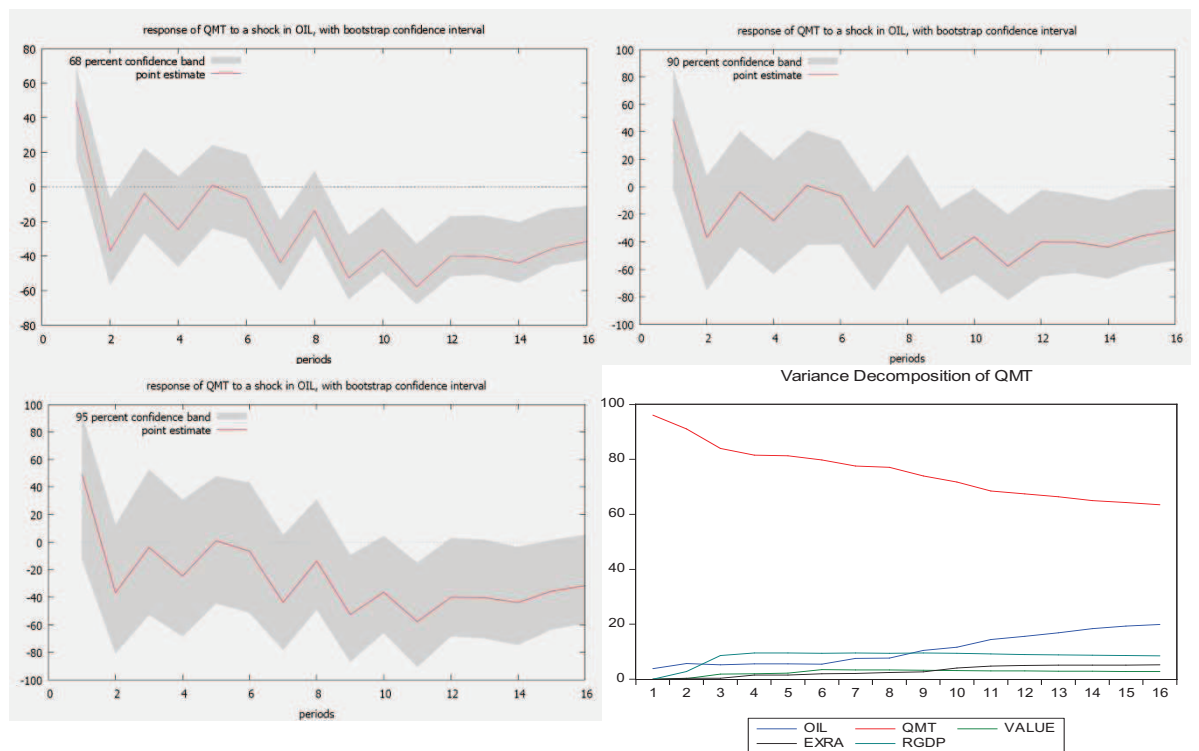 response of QMT to a shock in OIL, with bootstrap confidence interval
80
60
40
20
0
-20
-40
-60
-80
68 percent confidence band
point estimate
0 2 4 6 8 10 12 14 16
periods
response of QMT to a shock in OIL, with bootstrap confidence interval
100
80
60
40
20
0
-20
-40
-60
-80
-100
90 percent confidence band
point estimate
0 2 4 6 8 10 12 14 16
periods
response of QMT to a shock in OIL, with bootstrap confidence interval
100
80
60
40
20
0
-20
-40
-60
-80
-100
95 percent confidence band
point estimate
0 2 4 6 8 10 12 14 16
periods
Variance Decomposition of QMT
100
80
60
40
20
0
1 2 3 4 5 6 7 8 9 10 11 12 13 14 15 16
OIL QMT VALUE
EXRA RGDP